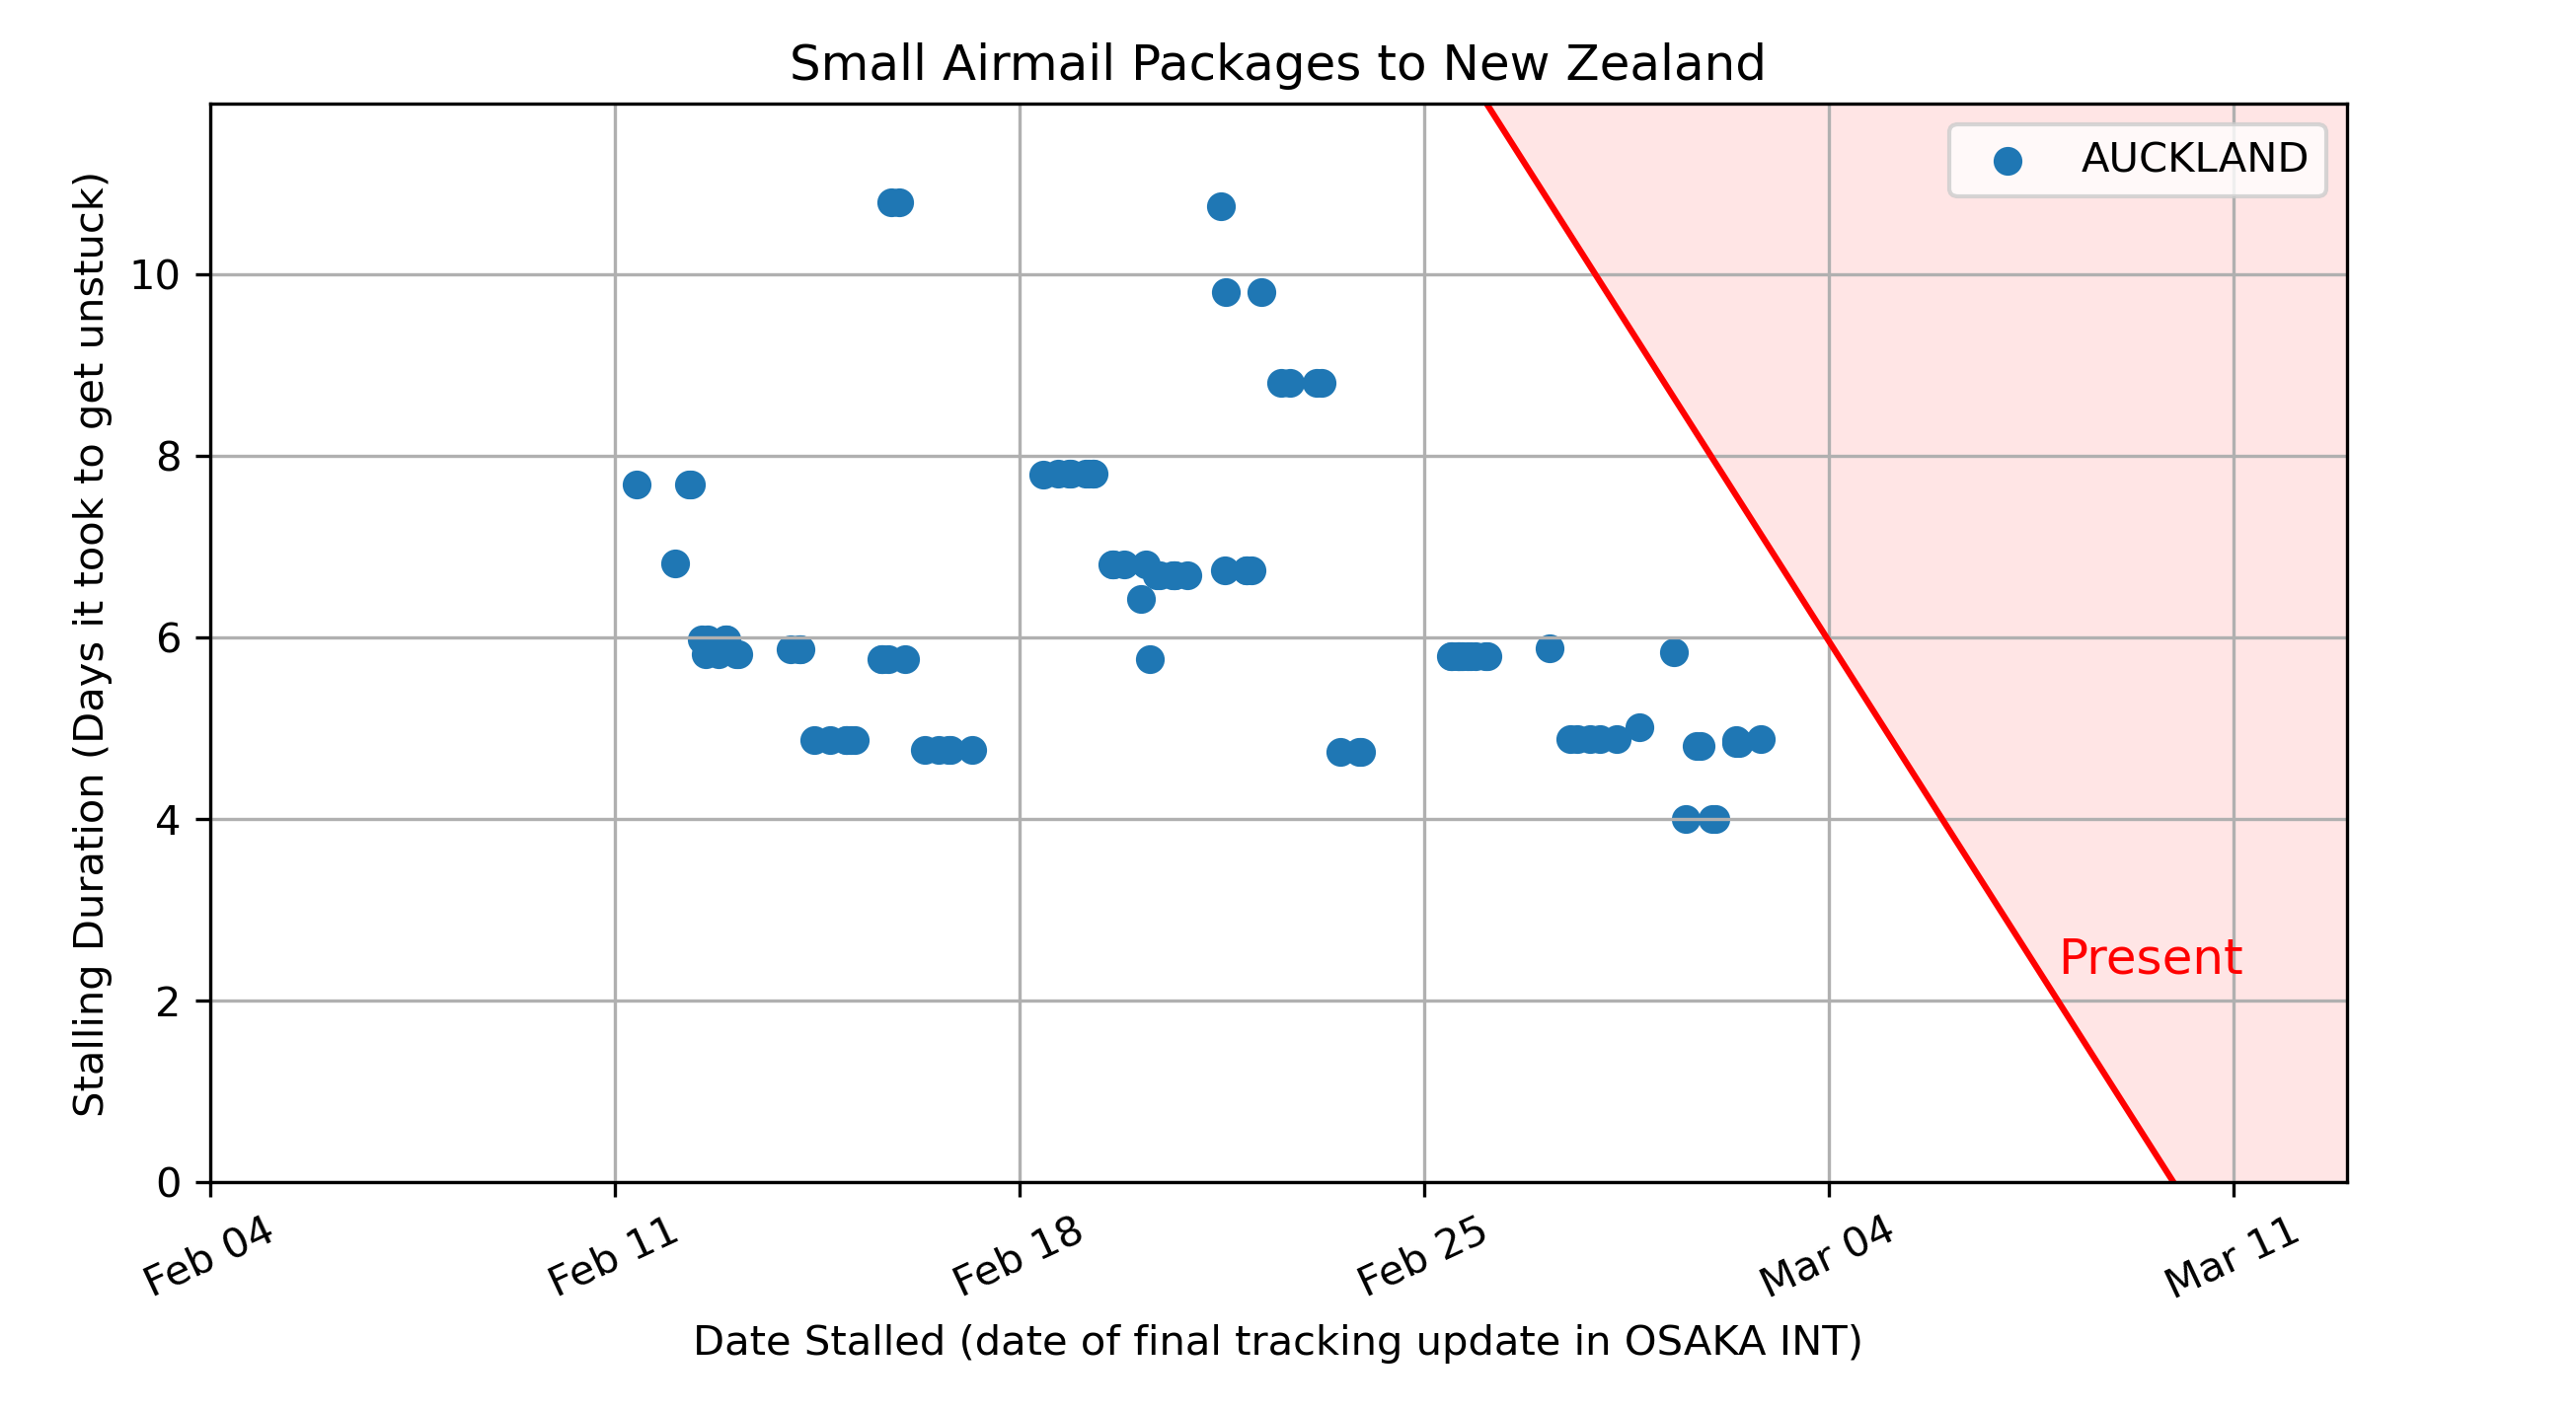 Small Airmail Packages to New Zealand
AUCKLAND
Stalling Duration (Days it took to get unstuck)
10
8
6
4
2
0
Present
Feb 04
Feb 11
Feb 18
Feb 25
Mar 04
Mar 11
Date Stalled (date of final tracking update in OSAKA INT)